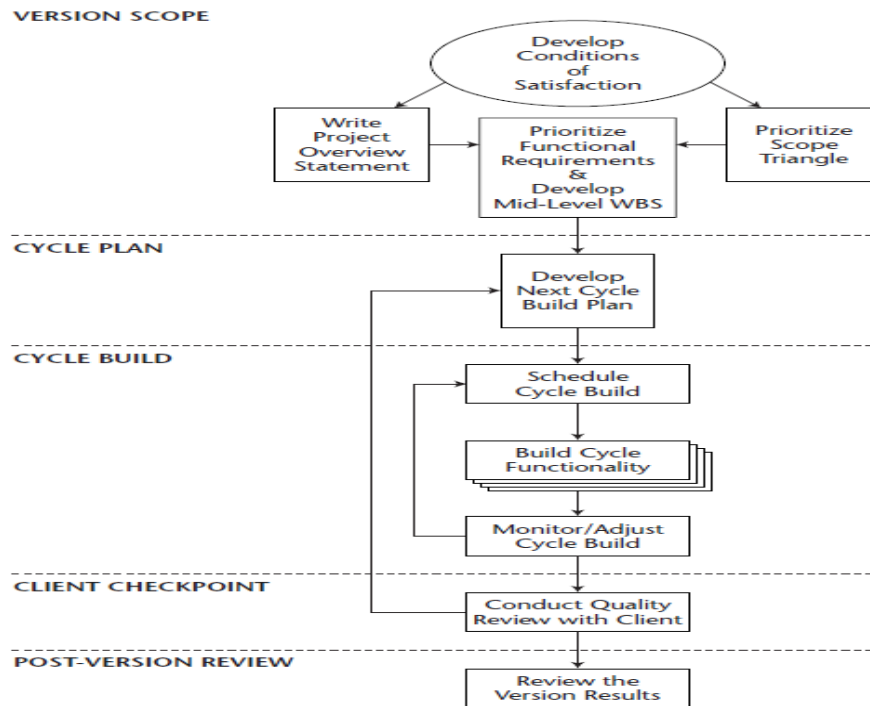 VERSION SCOPE
Develop
Conditions
of
Satisfaction
Write
Project
Overview
Statement
Prioritize
Functional
Requirements
&
Develop
Mid-Level WBS
Prioritize
Scope
Triangle
CYCLE PLAN
Develop
Next Cycle
Build Plan
CYCLE BUILD
Schedule
Cycle Build
Build Cycle
Functionality
Monitor/Adjust
Cycle Build
CLIENT CHECKPOINT
Conduct Quality
Review with Client
POST-VERSION REVIEW
Review the
Version Results